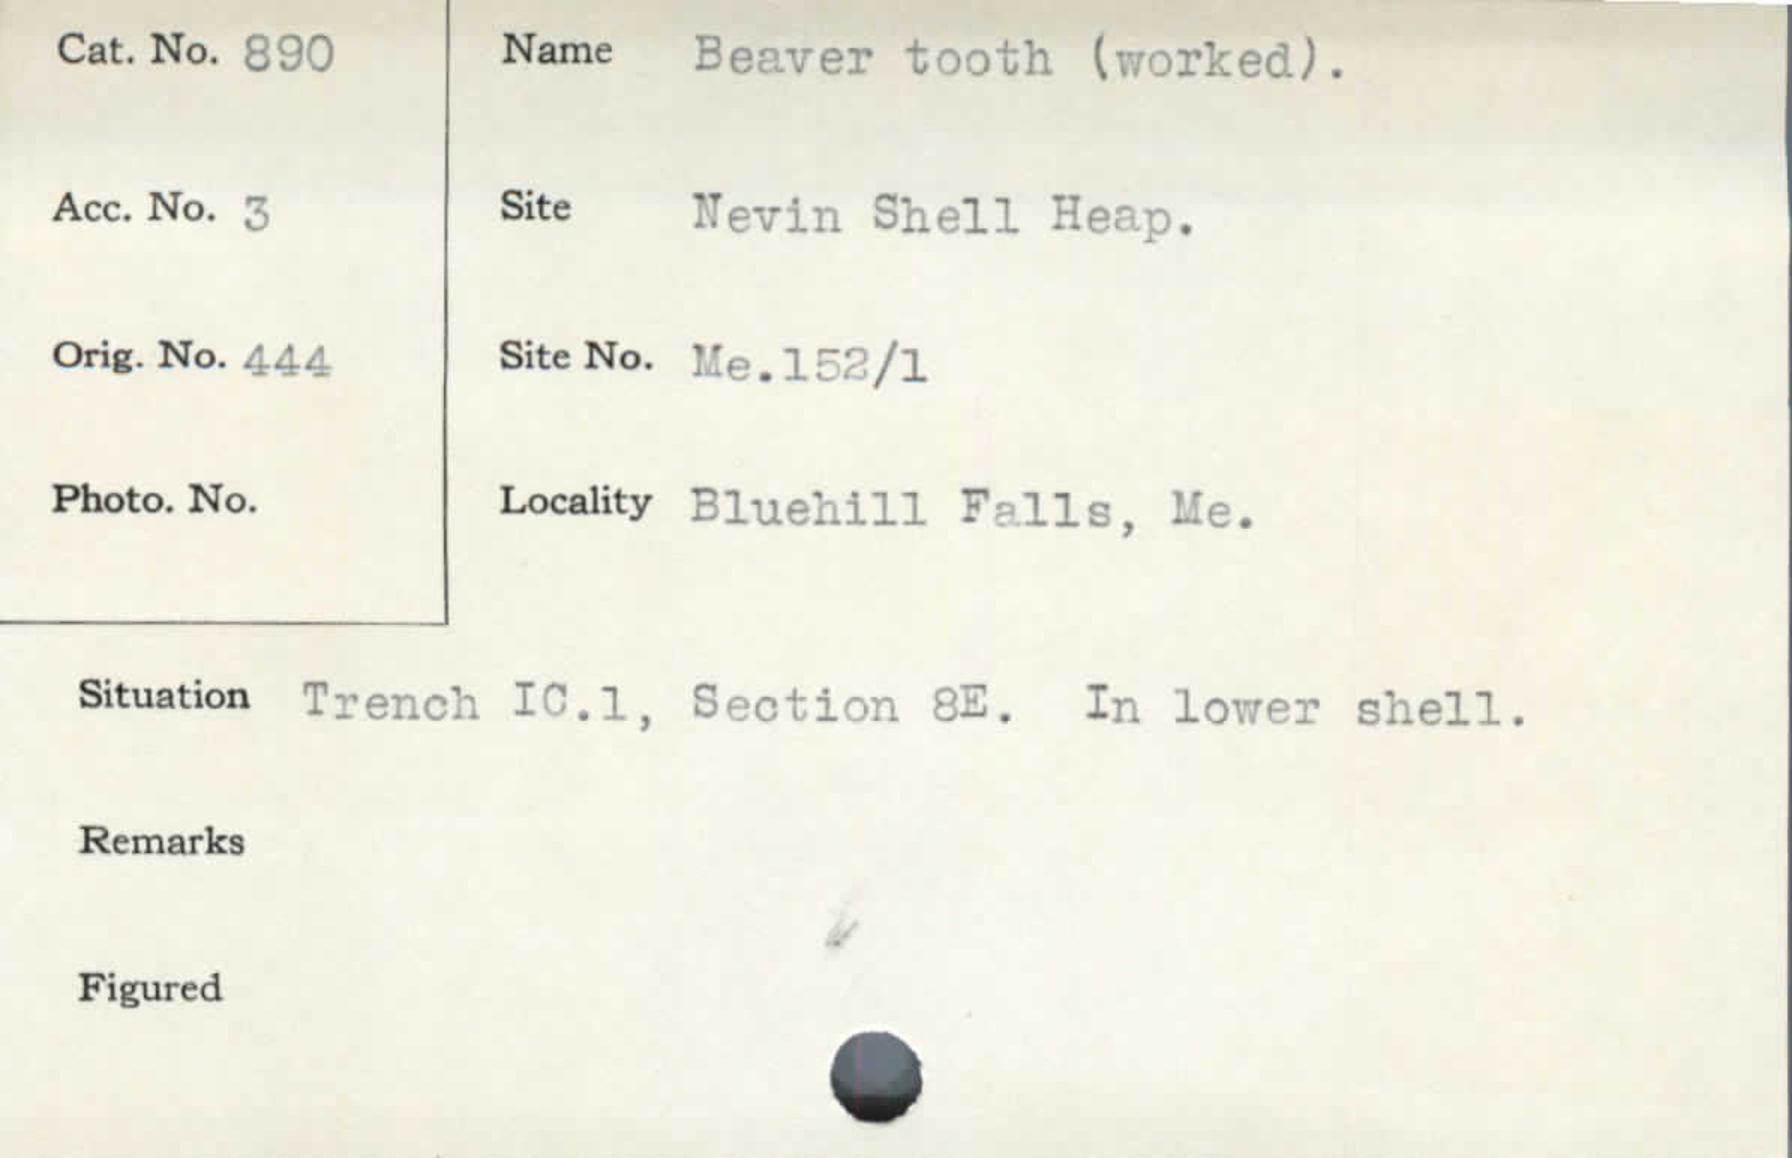 Cat. No. 890
Name Beaver tooth (worked).
Acc. No. 3
Site Nevin Shell Heap.
Orig. No. 444
Site No. Me.152/1
Photo. No.
Locality Bluehill Falls, Me.
Situation Trench IC.1, Section 8E. In lower shell.
Remarks
Figured